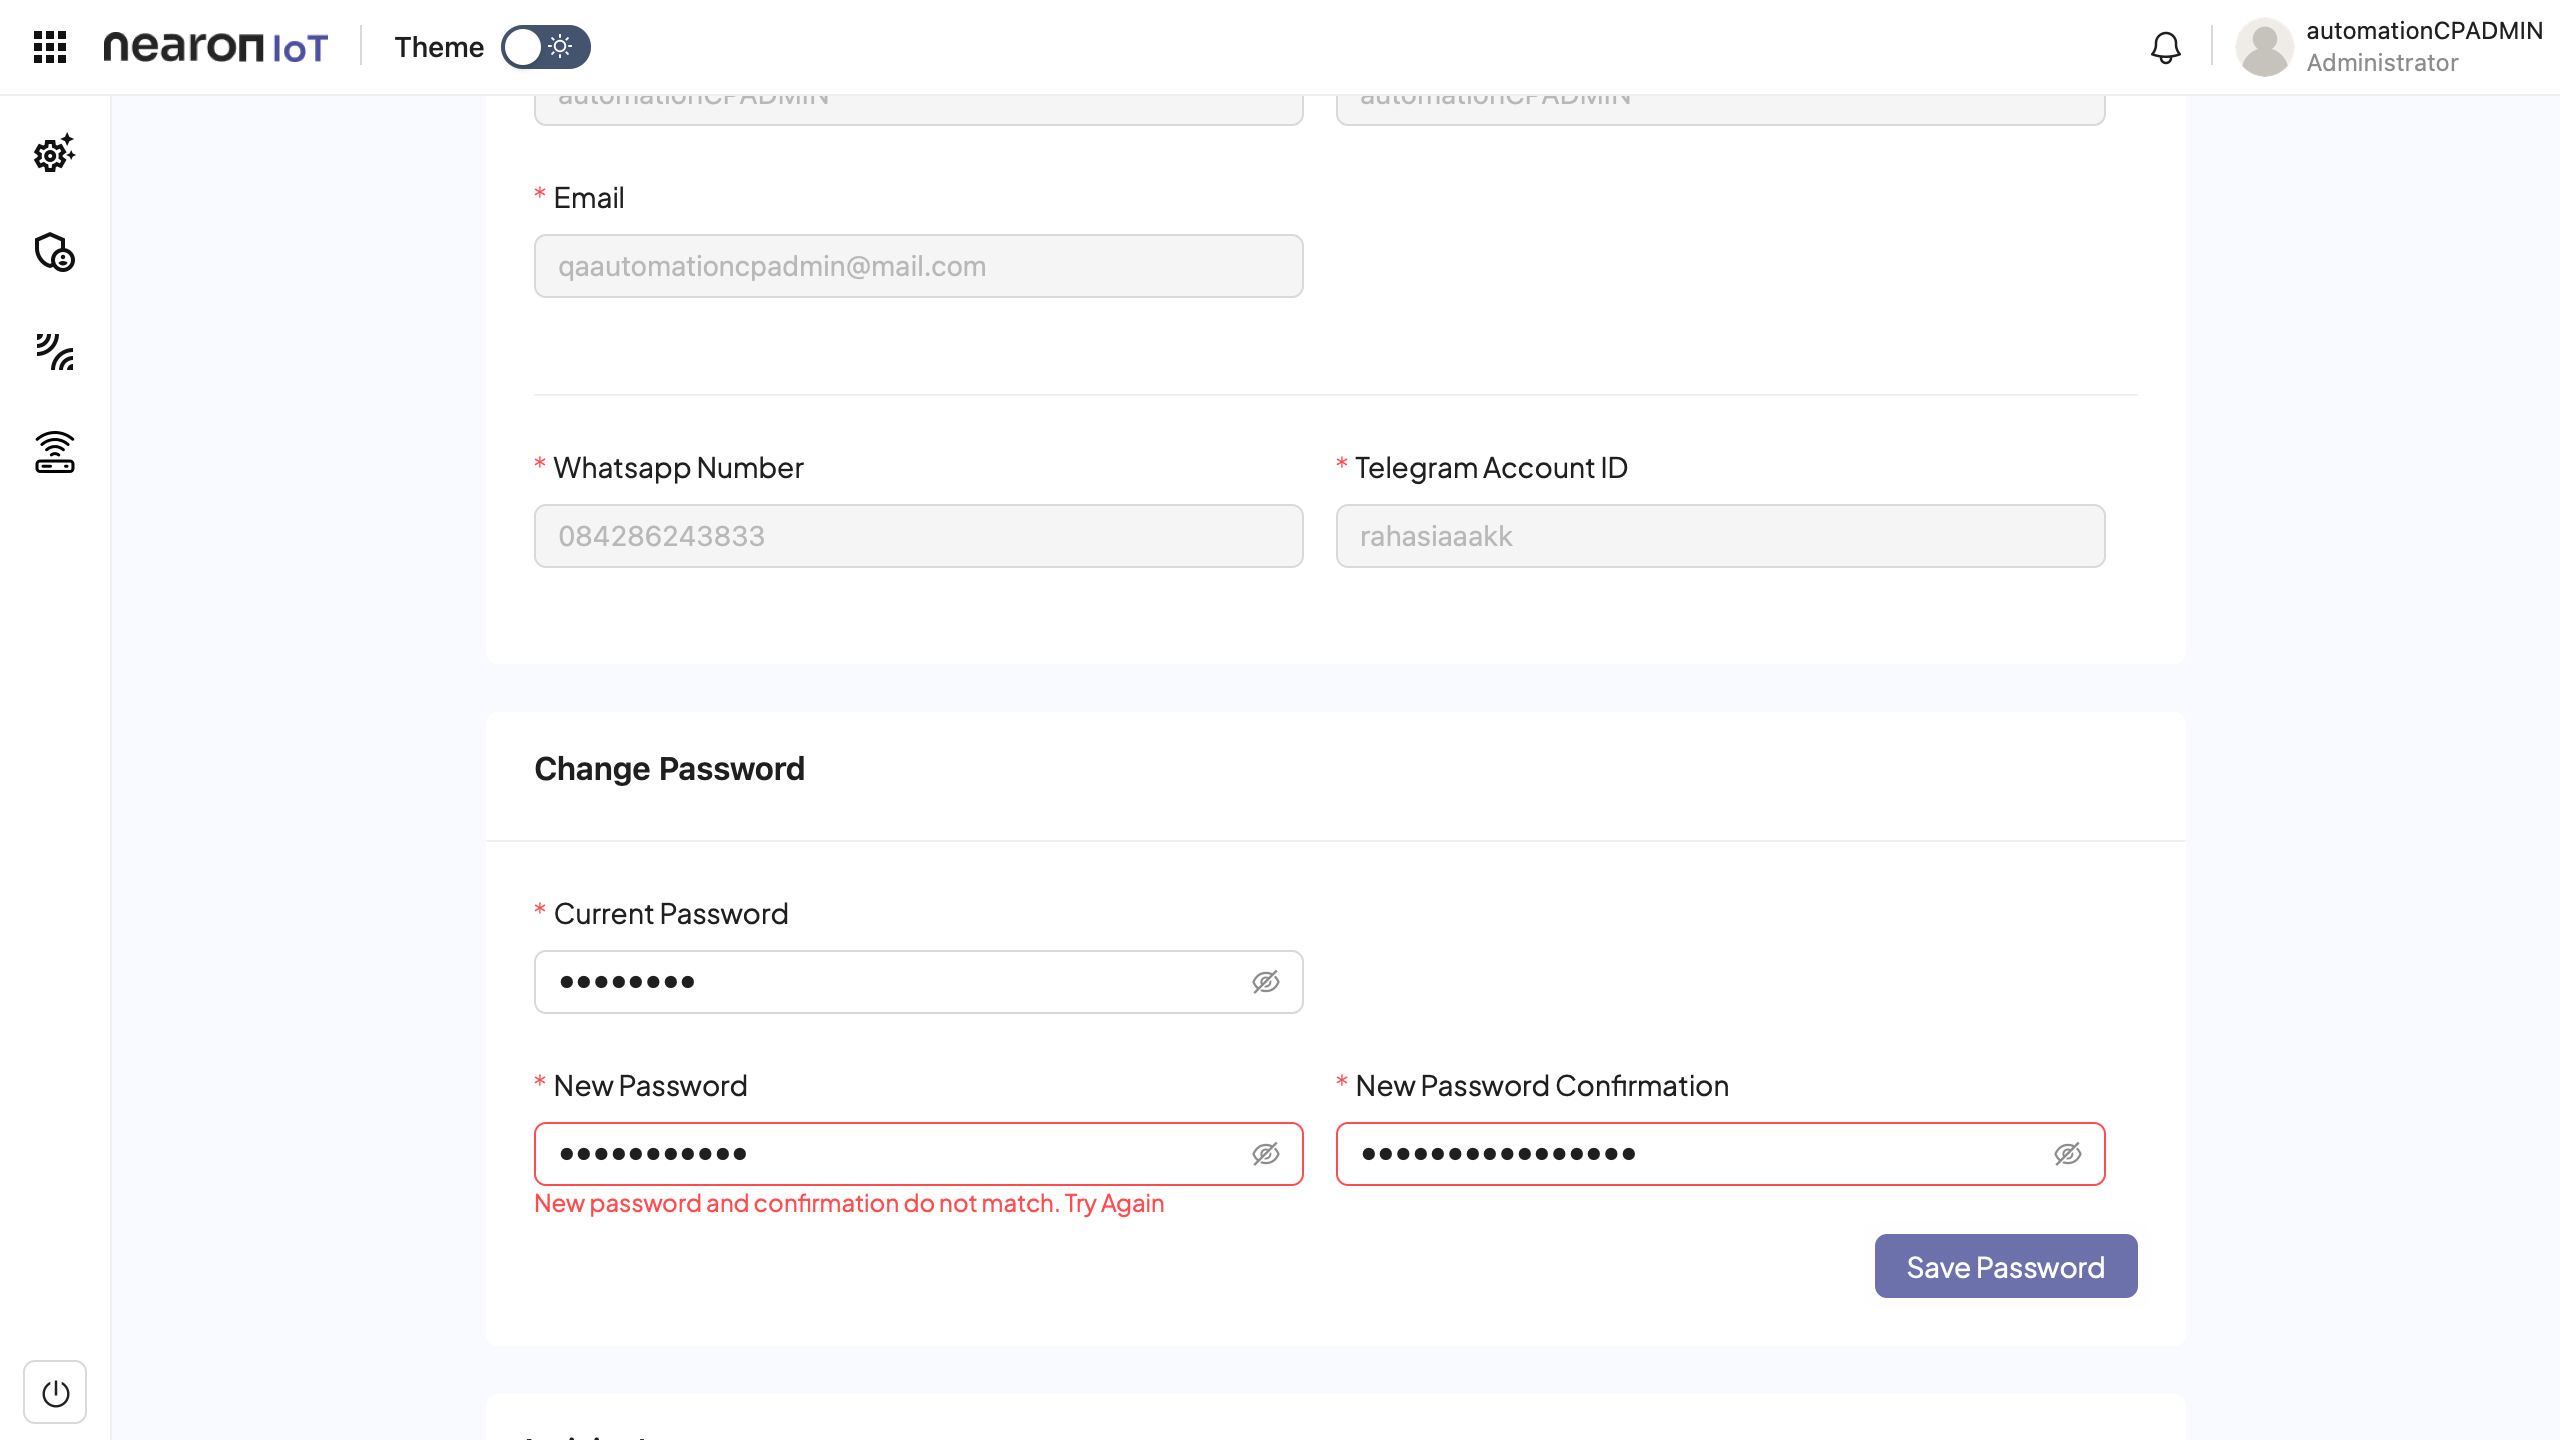 nearon IoT
Theme
automationCPADMIN
Administrator
automationCPADMIN
automationCPADMIN
* Email
qaautomationcpadmin@mail.com
* Whatsapp Number
* Telegram Account ID
084286243833
rahasiaaakk
Change Password
* Current Password
* New Password
* New Password Confirmation
New password and confirmation do not match. Try Again
Save Password